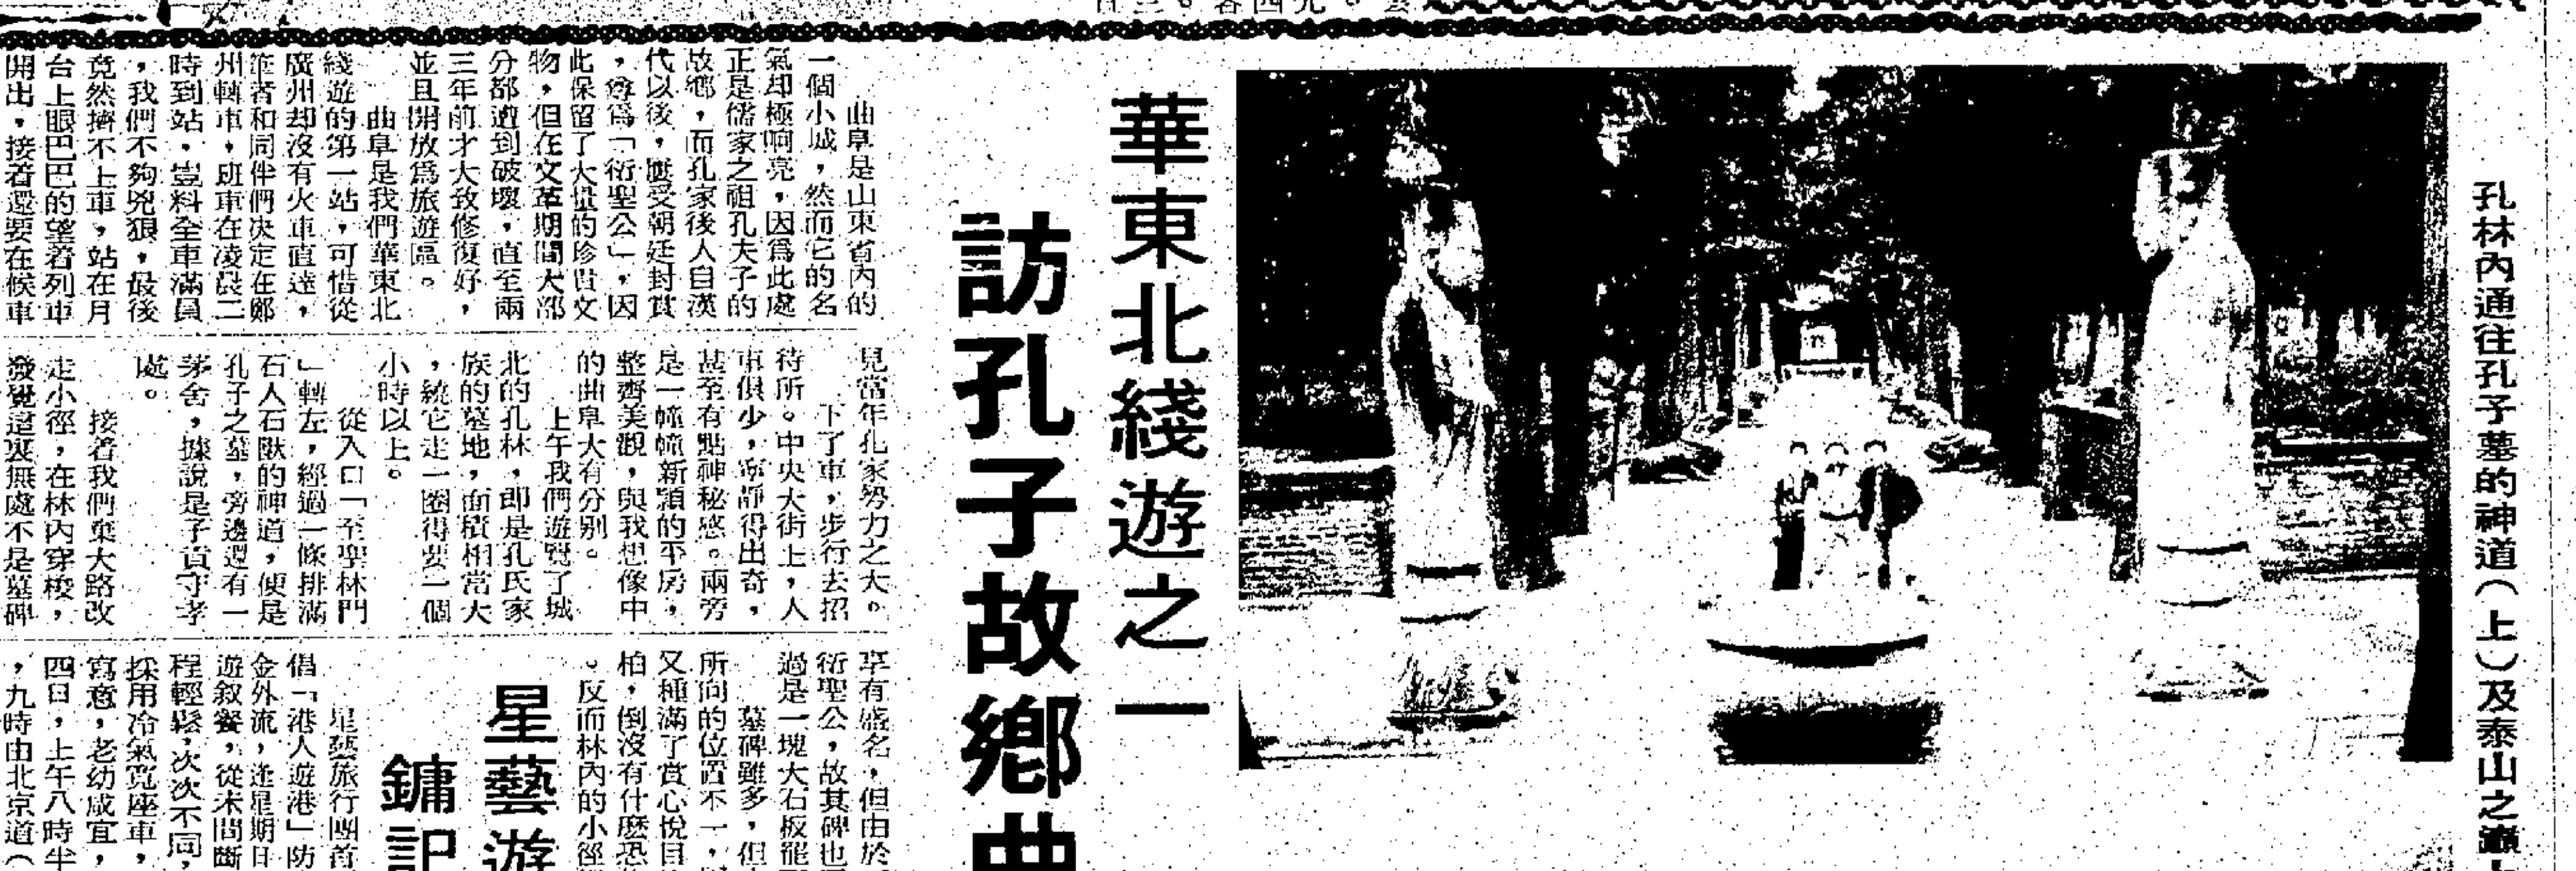 孔林內通往孔子墓的神道（上）及泰山之
華東北綫遊之一
訪孔子故鄉曲
曲阜是山東省內的
一個小城，然而它的名
氣却極响亮，因爲此處
正是儒家之祖孔夫子的
故鄉，而孔家後人自漢
代以後，歷受朝廷封賞
，尊爲「衍聖公」，因
此保留了大量的珍貴文
物，但在文革期間大部
分都遭到破壞，直至兩
三年前才大致修復好，
並且開放爲旅遊區。
曲阜是我們華東北
綫遊的第一站，可惜從
廣州却沒有火車直達，
筆者和同伴們決定在鄭
州轉車，班車在凌晨二
時到站，豈料全車滿員
，我們不夠兇狠，最後
竟然擠不上車，站在月
台上眼巴巴的望着列車
開出，接着還要在候車
見當年孔家勢力之大。
下了車，步行去招
待所。中央大街上，人
車俱少，寧靜得出奇，
甚至有點神秘感。兩旁
是一幢幢新頴的平房，
整齊美觀，與我想像中
的曲阜大有分別。
上午我們遊覽了城
北的孔林，即是孔氏家
族的墓地，面積相當大
，繞它走一圈得要一個
小時以上。
從入口「至聖林門
」轉左，經過一條排滿
石人石獸的神道，便是
孔子之墓，旁邊還有一
茅舍，據說是子貢守孝
處。
接着我們棄大路改
走小徑，在林內穿梭，
發覺這裏無處不是墓碑
享有盛名，但由於
衍聖公，故其碑也
過是一塊大石板
墓碑雖多，但
所向的位置不一，
又種滿了賞心悅目
柏，倒沒有什麼恐
。反而林內的小徑
星藝遊
鏞記
星藝旅行團首
倡「港人遊港」防
金外流，逢星期日
遊敘餐，從未間斷
程輕鬆，次次不同，
採用冷氣寬座車，
寫意，老幼咸宜，
四日，上午八時半
，九時由北京道（